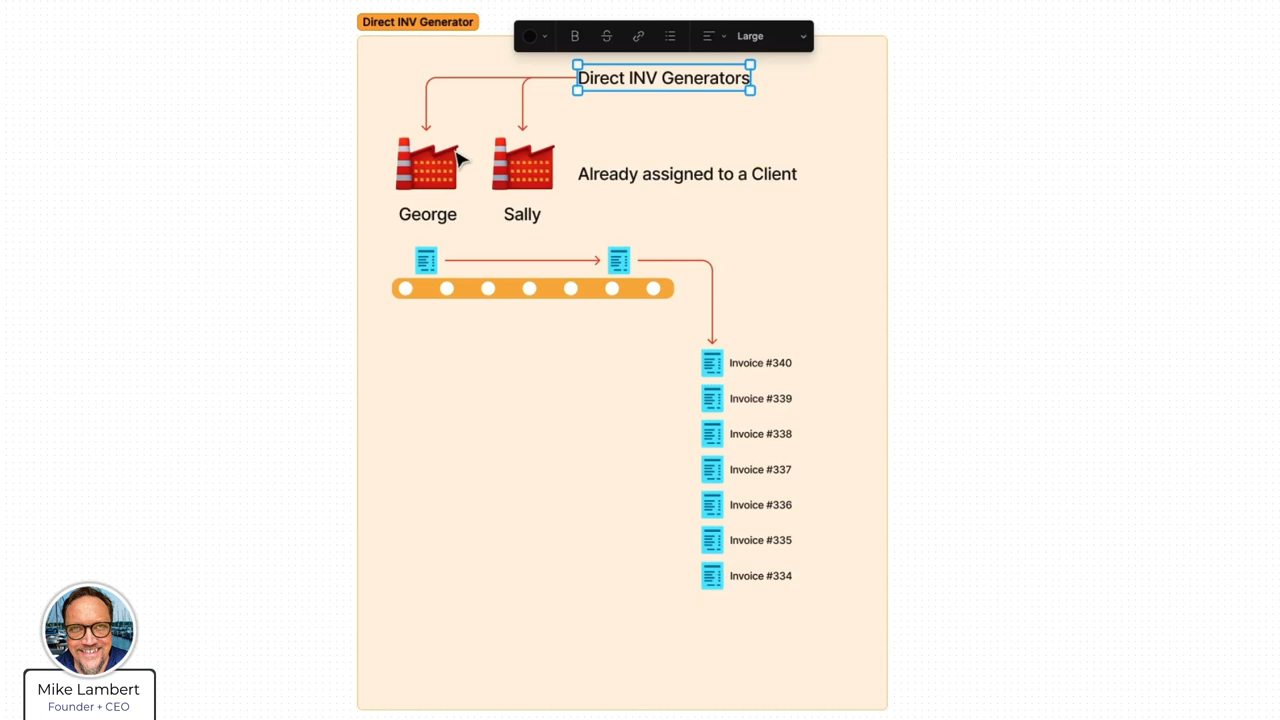 Direct INV Generator
B
S
Large
Direct INV Generators
Already assigned to a Client
George
Sally
Invoice #340
Invoice #339
Invoice #338
Invoice #337
Invoice #336
Invoice #335
Invoice #334
Mike Lambert
Founder + CEO